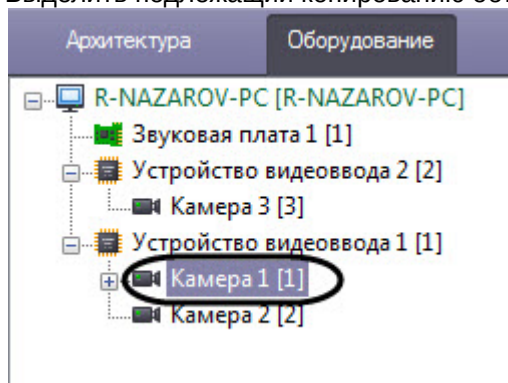 Выделить подлежащий копированию об
Архитектура Оборудование
R-NAZAROV-PC [R-NAZAROV-PC]
Звуковая плата 1 [1]
Устройство видеоввода 2 [2]
Камера 3 [3]
Устройство видеоввода 1 [1]
Камера 1 [1]
Камера 2 [2]